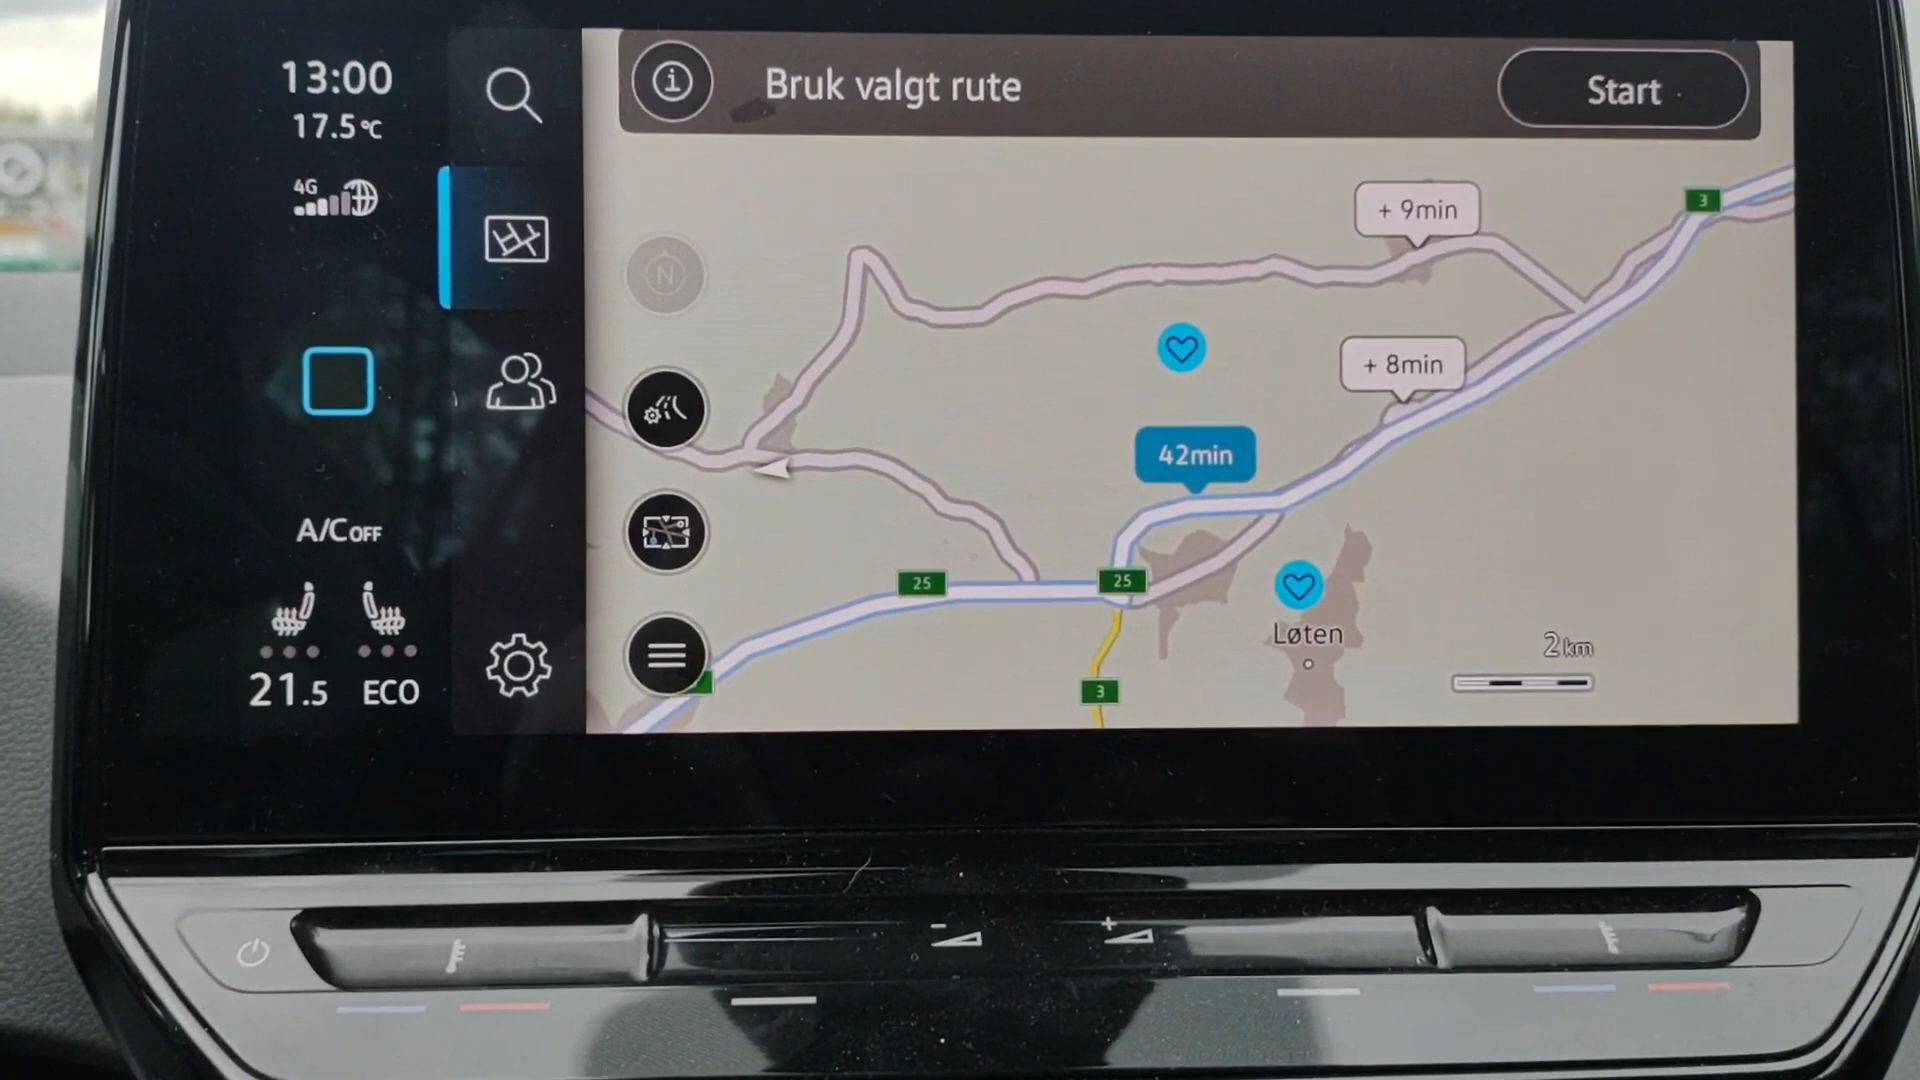 13:00
17.5°C
4G
A/C OFF
21.5 ECO
Bruk valgt rute
Start
N
+ 9min
3
+ 8min
42min
25
25
Løten
2 km
3